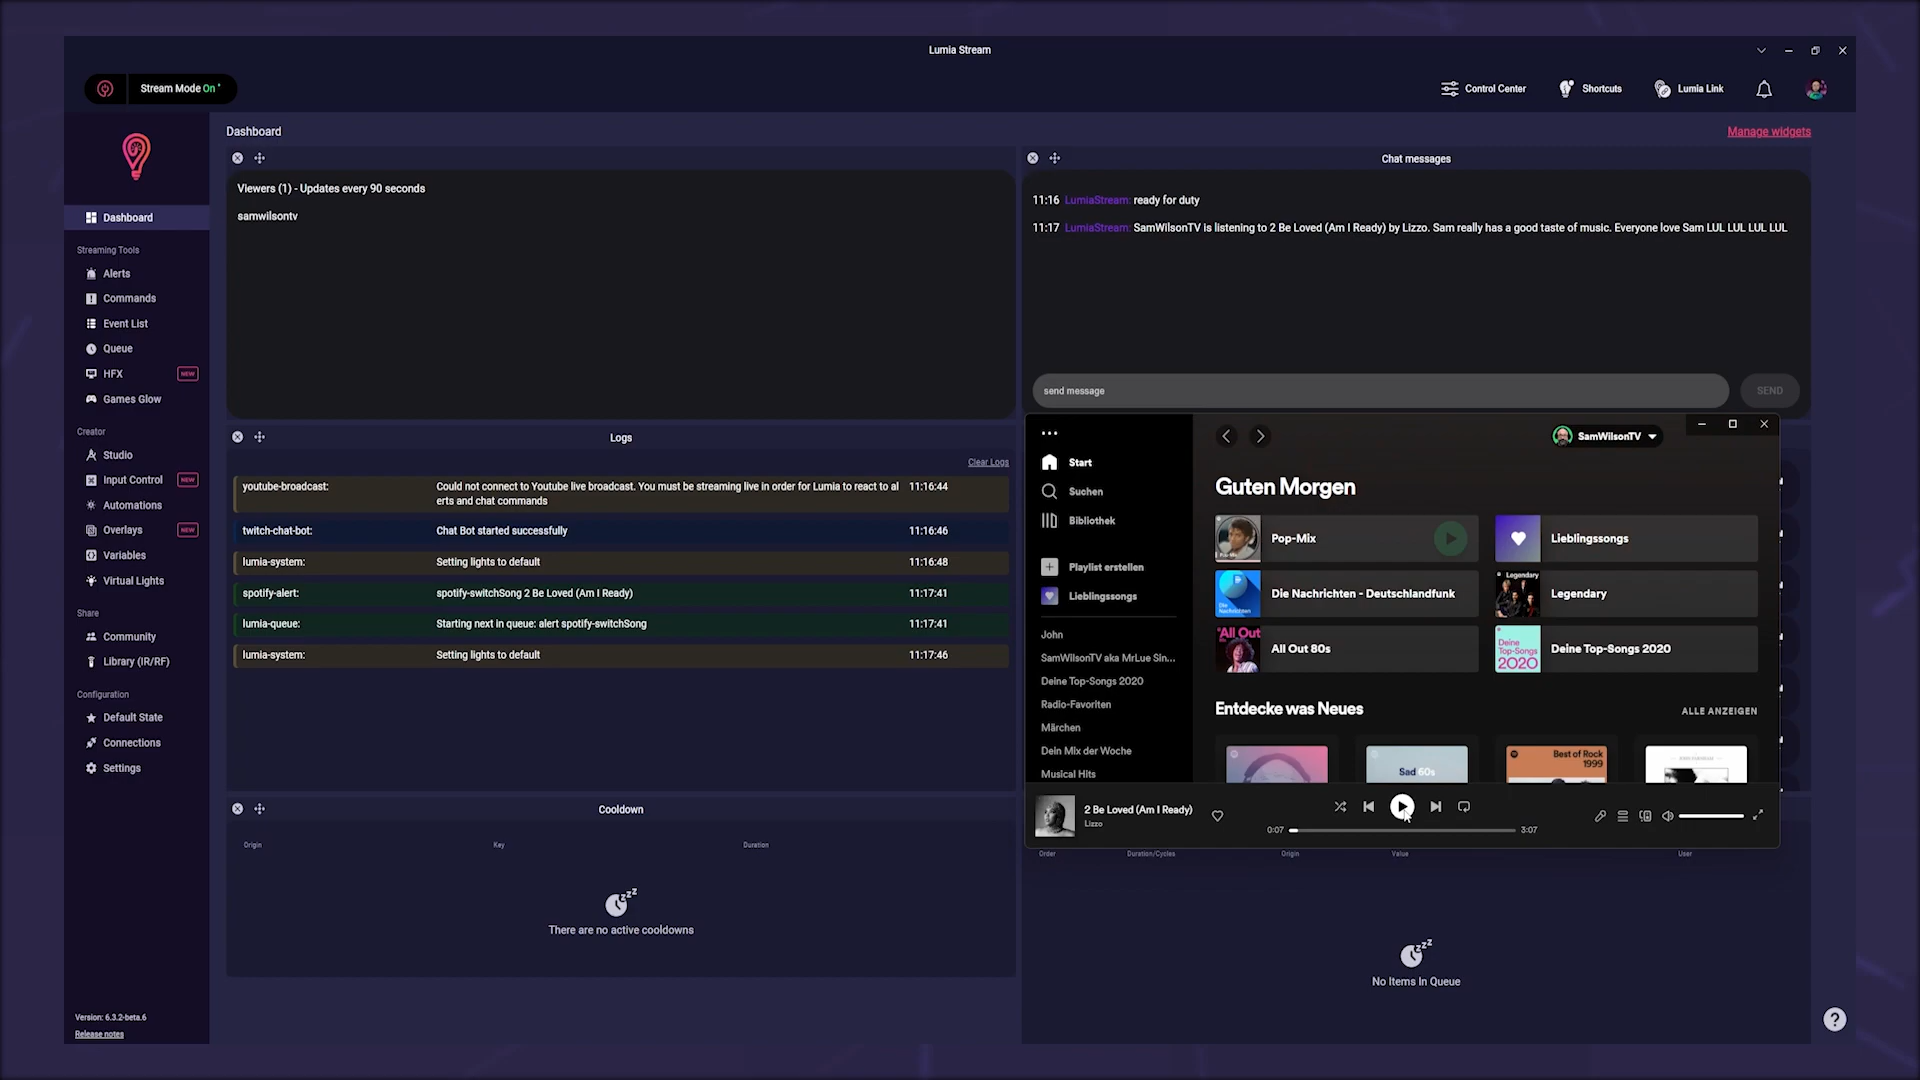 Lumia Stream
Stream Mode On
Control Center
Shortcuts
Lumia Link
Dashboard
Streaming Tools
Alerts
Commands
Event List
Queue
HFX NEW
Games Glow
Creator
Studio
Input Control NEW
Automations
Overlays NEW
Variables
Virtual Lights
Share
Community
Library (IR/RF)
Configuration
Default State
Connections
Settings
Version: 6.3.2-beta.6
Release notes
Dashboard
Manage widgets
Viewers (1) - Updates every 90 seconds
samwilsontv
Chat messages
11:16 LumiaStream: ready for duty
11:17 LumiaStream: SamWilsonTV is listening to 2 Be Loved (Am I Ready) by Lizzo. Sam really has a good taste of music. Everyone love Sam LUL LUL LUL LUL
send message
SEND
Logs
Clear Logs
youtube-broadcast: Could not connect to Youtube live broadcast. You must be streaming live in order for Lumia to react to al 11:16:44
erts and chat commands
twitch-chat-bot: Chat Bot started successfully 11:16:46
lumia-system: Setting lights to default 11:16:48
spotify-alert: spotify-switchSong 2 Be Loved (Am I Ready) 11:17:41
lumia-queue: Starting next in queue: alert spotify-switchSong 11:17:41
lumia-system: Setting lights to default 11:17:46
Cooldown
Origin Key Duration
There are no active cooldowns
Start
Suchen
Bibliothek
Playlist erstellen
Lieblingssongs
John
SamWilsonTV aka MrLue Sin...
Deine Top-Songs 2020
Radio-Favoriten
Märchen
Dein Mix der Woche
Musical Hits
SamWilsonTV
Guten Morgen
Pop-Mix
Lieblingssongs
Die Nachrichten
Die Nachrichten - Deutschlandfunk
Legendary
Legendary
All Out
All Out 80s
Deine
Top-Songs
2020
Deine Top-Songs 2020
Entdecke was Neues
ALLE ANZEIGEN
Sad 60s
Best of Rock
1999
2 Be Loved (Am I Ready)
Lizzo
0:07
3:07
Order Duration/Cycles Origin Value User
No Items In Queue
?